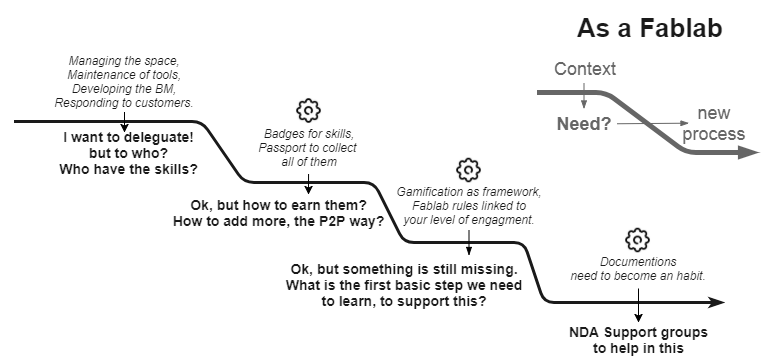 As a Fablab
Context
Need?
new
process
Managing the space,
Maintenance of tools,
Developing the BM,
Responding to customers.
I want to deleguate!
but to who?
Who have the skills?
Badges for skills,
Passport to collect
all of them
Ok, but how to earn them?
How to add more, the P2P way?
Gamification as framework,
Fablab rules linked to
your level of engagment.
Ok, but something is still missing.
What is the first basic step we need
to learn, to support this?
Documentions
need to become an habit.
NDA Support groups
to help in this